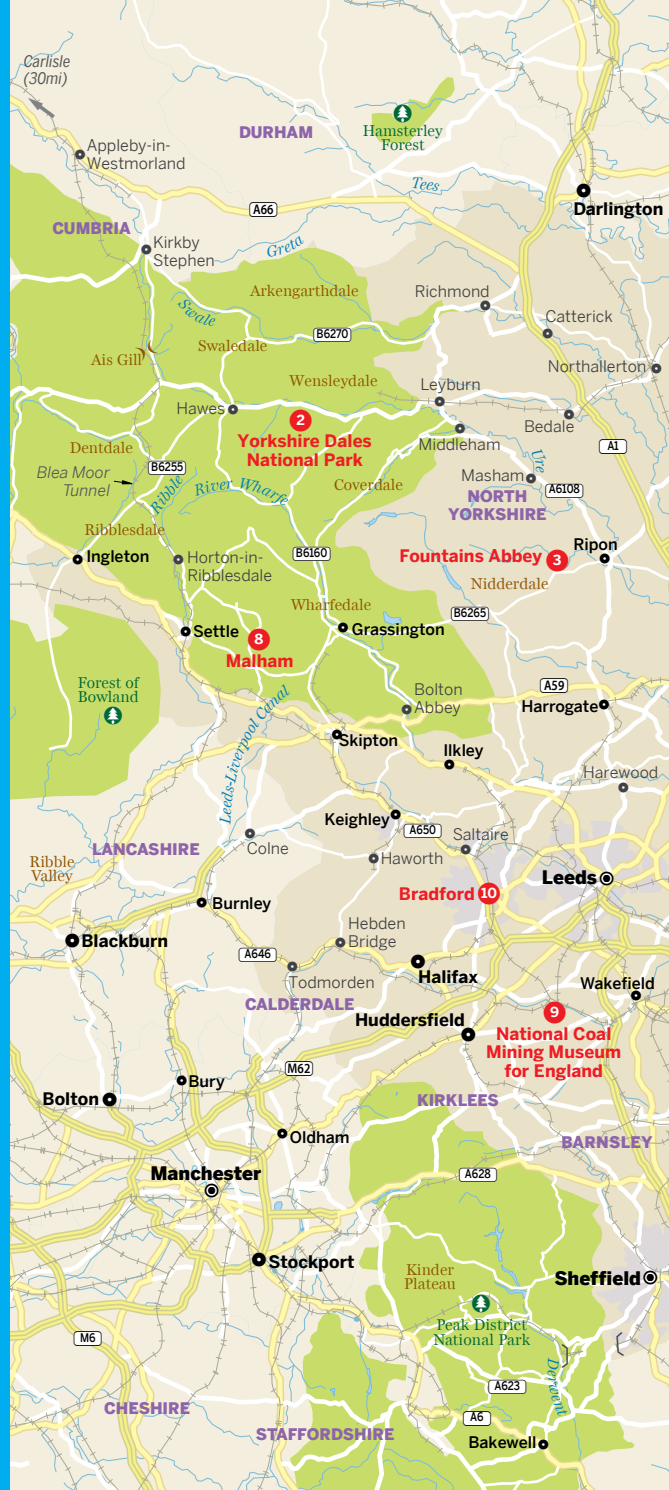 Carlisle
(30mi)
DURHAM
Hamsterley
Forest
Appleby-in-
Westmorland
Tees
Darlington
A66
CUMBRIA
Kirkby
Stephen
Greta
Arkengarthdale
Richmond
Swale
Catterick
B6270
Swaledale
Ais Gill
Northallerton
Wensleydale
Leyburn
Hawes
2
Bedale
Yorkshire Dales
National Park
Middleham
A1
Dentdale
Ure
B6255
Blea Moor
Tunnel
Ribble
River Wharfe
Coverdale
Masham
A6108
NORTH
YORKSHIRE
Ribblesdale
Ingleton
Horton-in-
Ribblesdale
B6160
Fountains Abbey
3
Ripon
Nidderdale
Wharfedale
B6265
Settle
8
Grassington
Malham
Forest of
Bowland
Bolton
Abbey
A59
Harrogate
Leeds-Liverpool Canal
Skipton
Ilkley
Harewood
Keighley
A650
Saltaire
Colne
LANCASHIRE
Haworth
Ribble
Valley
Leeds
Bradford
10
Burnley
Hebden
Bridge
Blackburn
A646
Halifax
Todmorden
Wakefield
CALDERDALE
9
Huddersfield
National Coal
Mining Museum
for England
M62
Bury
Bolton
KIRKLEES
Oldham
BARNSLEY
Manchester
A628
Stockport
Kinder
Plateau
Sheffield
Peak District
National Park
M6
Derwent
A623
CHESHIRE
A6
STAFFORDSHIRE
Bakewell